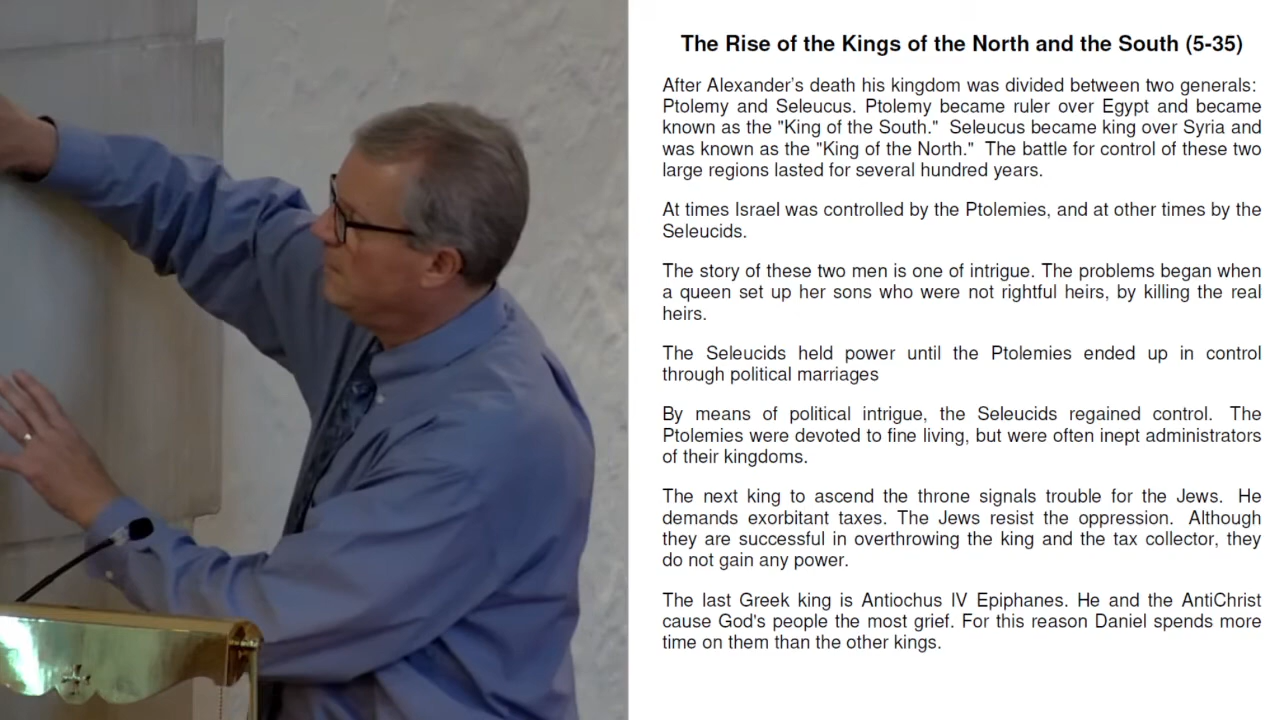 The Rise of the Kings of the North and the South (5-35)
After Alexander's death his kingdom was divided between two generals:
Ptolemy and Seleucus. Ptolemy became ruler over Egypt and became
known as the "King of the South."  Seleucus became king over Syria and
was known as the "King of the North."  The battle for control of these two
large regions lasted for several hundred years.
At times Israel was controlled by the Ptolemies, and at other times by the
Seleucids.
The story of these two men is one of intrigue. The problems began when
a queen set up her sons who were not rightful heirs, by killing the real
heirs.
The Seleucids held power until the Ptolemies ended up in control
through political marriages
By means of political intrigue, the Seleucids regained control.  The
Ptolemies were devoted to fine living, but were often inept administrators
of their kingdoms.
The next king to ascend the throne signals trouble for the Jews.  He
demands exorbitant taxes. The Jews resist the oppression.  Although
they are successful in overthrowing the king and the tax collector, they
do not gain any power.
The last Greek king is Antiochus IV Epiphanes. He and the AntiChrist
cause God's people the most grief. For this reason Daniel spends more
time on them than the other kings.